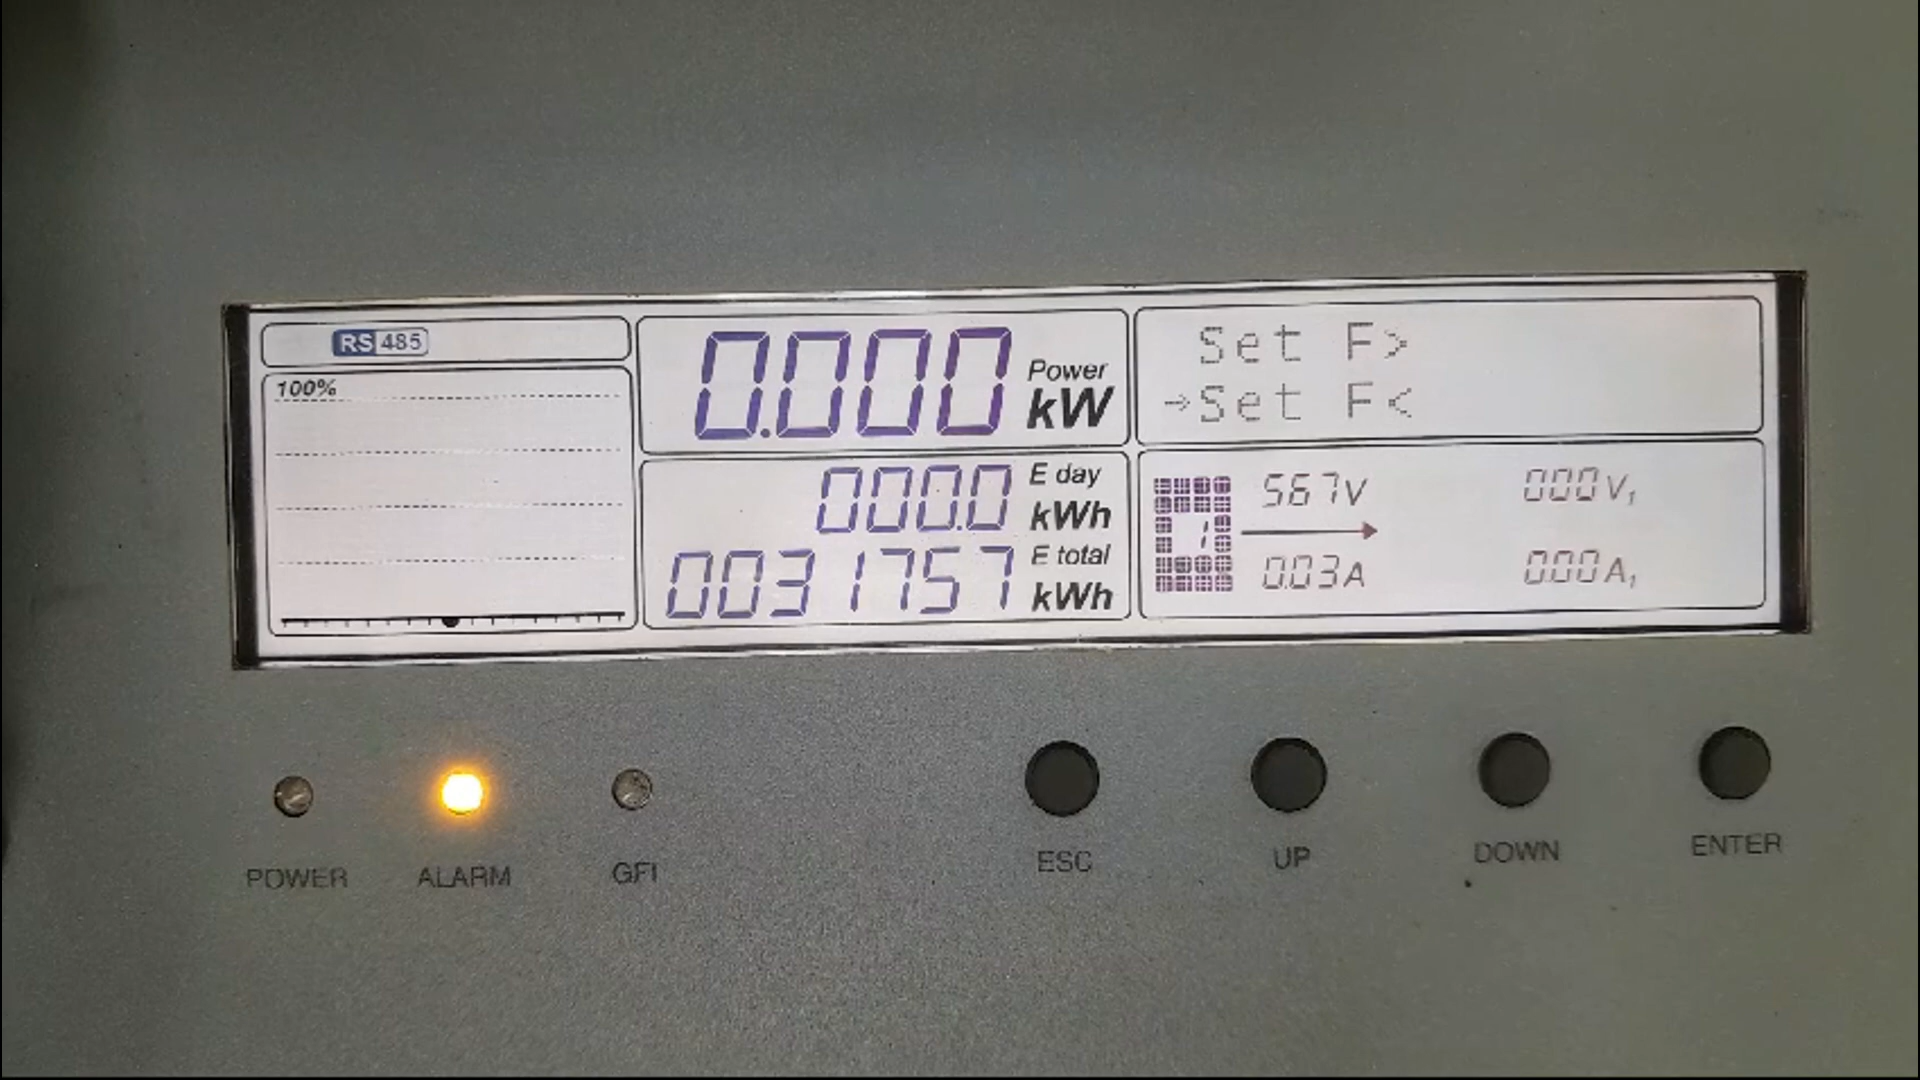 RS 485
100%
0.000 Power kW
000.0 E day kWh
0031757 E total kWh
Set F>
→Set F<
567V
000V₁
0.03A
0.00A₁
POWER
ALARM
GFI
ESC
UP
DOWN
ENTER